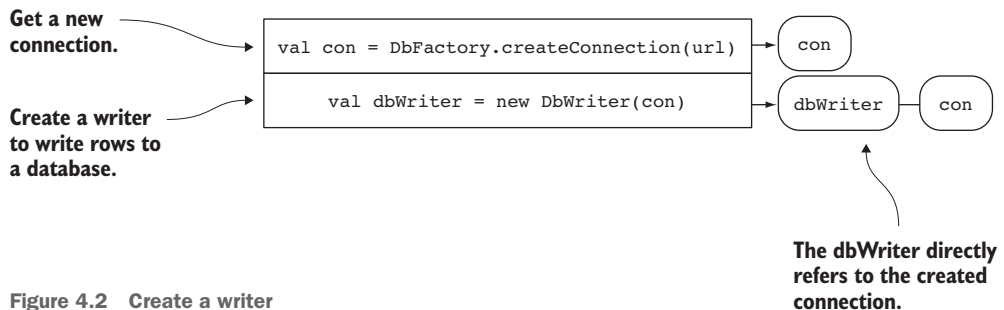 Get a new
connection.
val con = DbFactory.createConnection(url)
con
Create a writer
to write rows to
a database.
val dbWriter = new DbWriter(con)
dbWriter
con
The dbWriter directly
refers to the created
connection.
Figure 4.2 Create a writer